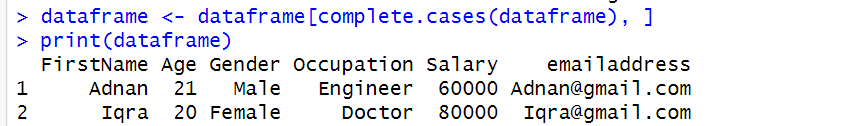 > dataframe <- dataframe[complete.cases(dataframe), ]
> print(dataframe)
  FirstName Age Gender Occupation Salary    emailaddress
1     Adnan  21   Male   Engineer  60000 Adnan@gmail.com
2      Iqra  20 Female     Doctor  80000  Iqra@gmail.com